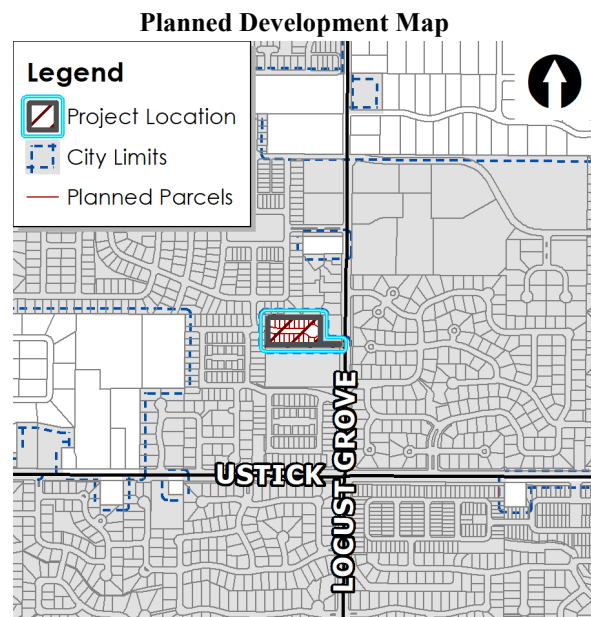 Planned Development Map
Legend
Project Location
City Limits
Planned Parcels
USTICK
LOCUST GROVE